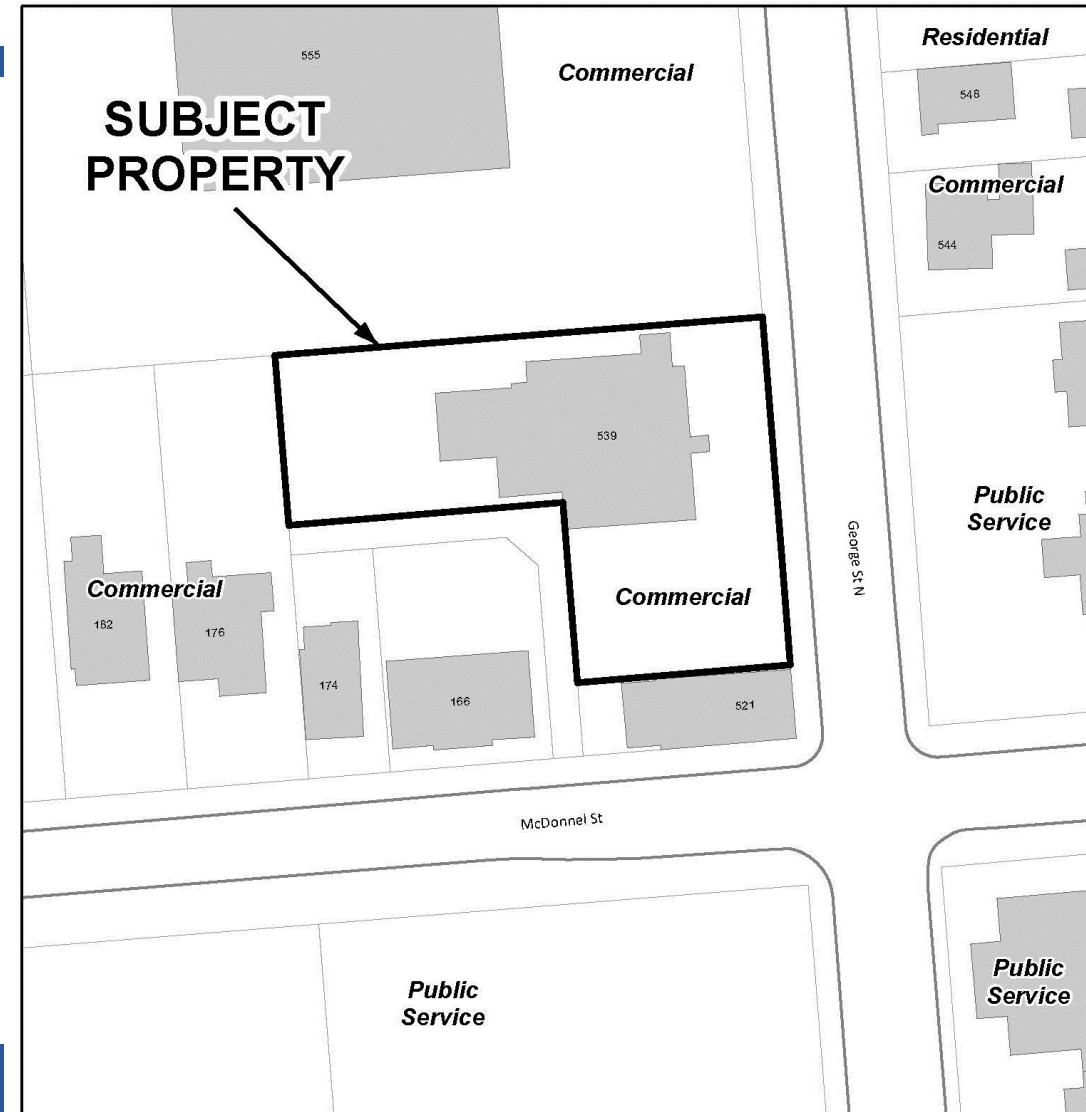 Residential
555
Commercial
548
SUBJECT
PROPERTY
Commercial
544
539
Public
Service
George St N
Commercial
Commercial
182
176
174
166
521
McDonnel St
Public
Service
Public
Service